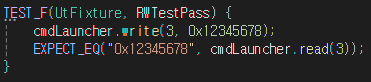 TEST_F(UtFixture, RWTestPass) {
    cmdLauncher.write(3, 0x12345678);
    EXPECT_EQ("0x12345678", cmdLauncher.read(3));
}